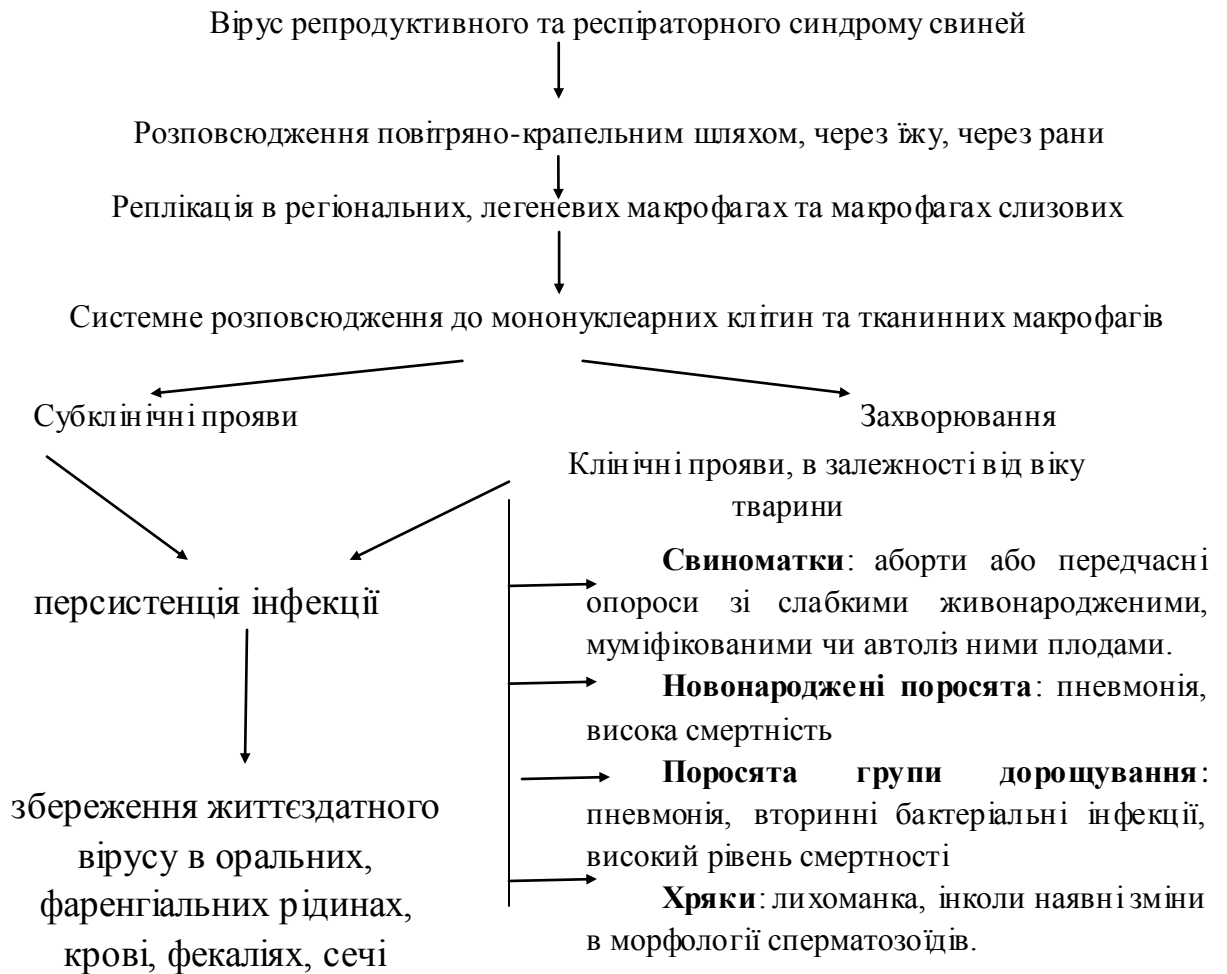 Вірус репродуктивного та респіраторного синдрому свиней
Розповсюдження повітряно-крапельним шляхом, через їжу, через рани
Реплікація в регіональних, легеневих макрофагах та макрофагах слизових
Системне розповсюдження до мононуклеарних клітин та тканинних макрофагів
Субклінічні прояви
Захворювання
Клінічні прояви, в залежності від віку
тварини
персистенція інфекції
збереження життєздатного
вірусу в оральних,
фаренгіальних рідинах,
крові, фекаліях, сечі
Свиноматки: аборти або передчасні
опороси зі слабкими живонародженими,
муміфікованими чи автоліз ними плодами.
Новонароджені поросята: пневмонія,
висока смертність
Поросята групи дорощування:
пневмонія, вторинні бактеріальні інфекції,
високий рівень смертності
Хряки: лихоманка, інколи наявні зміни
в морфології сперматозоїдів.